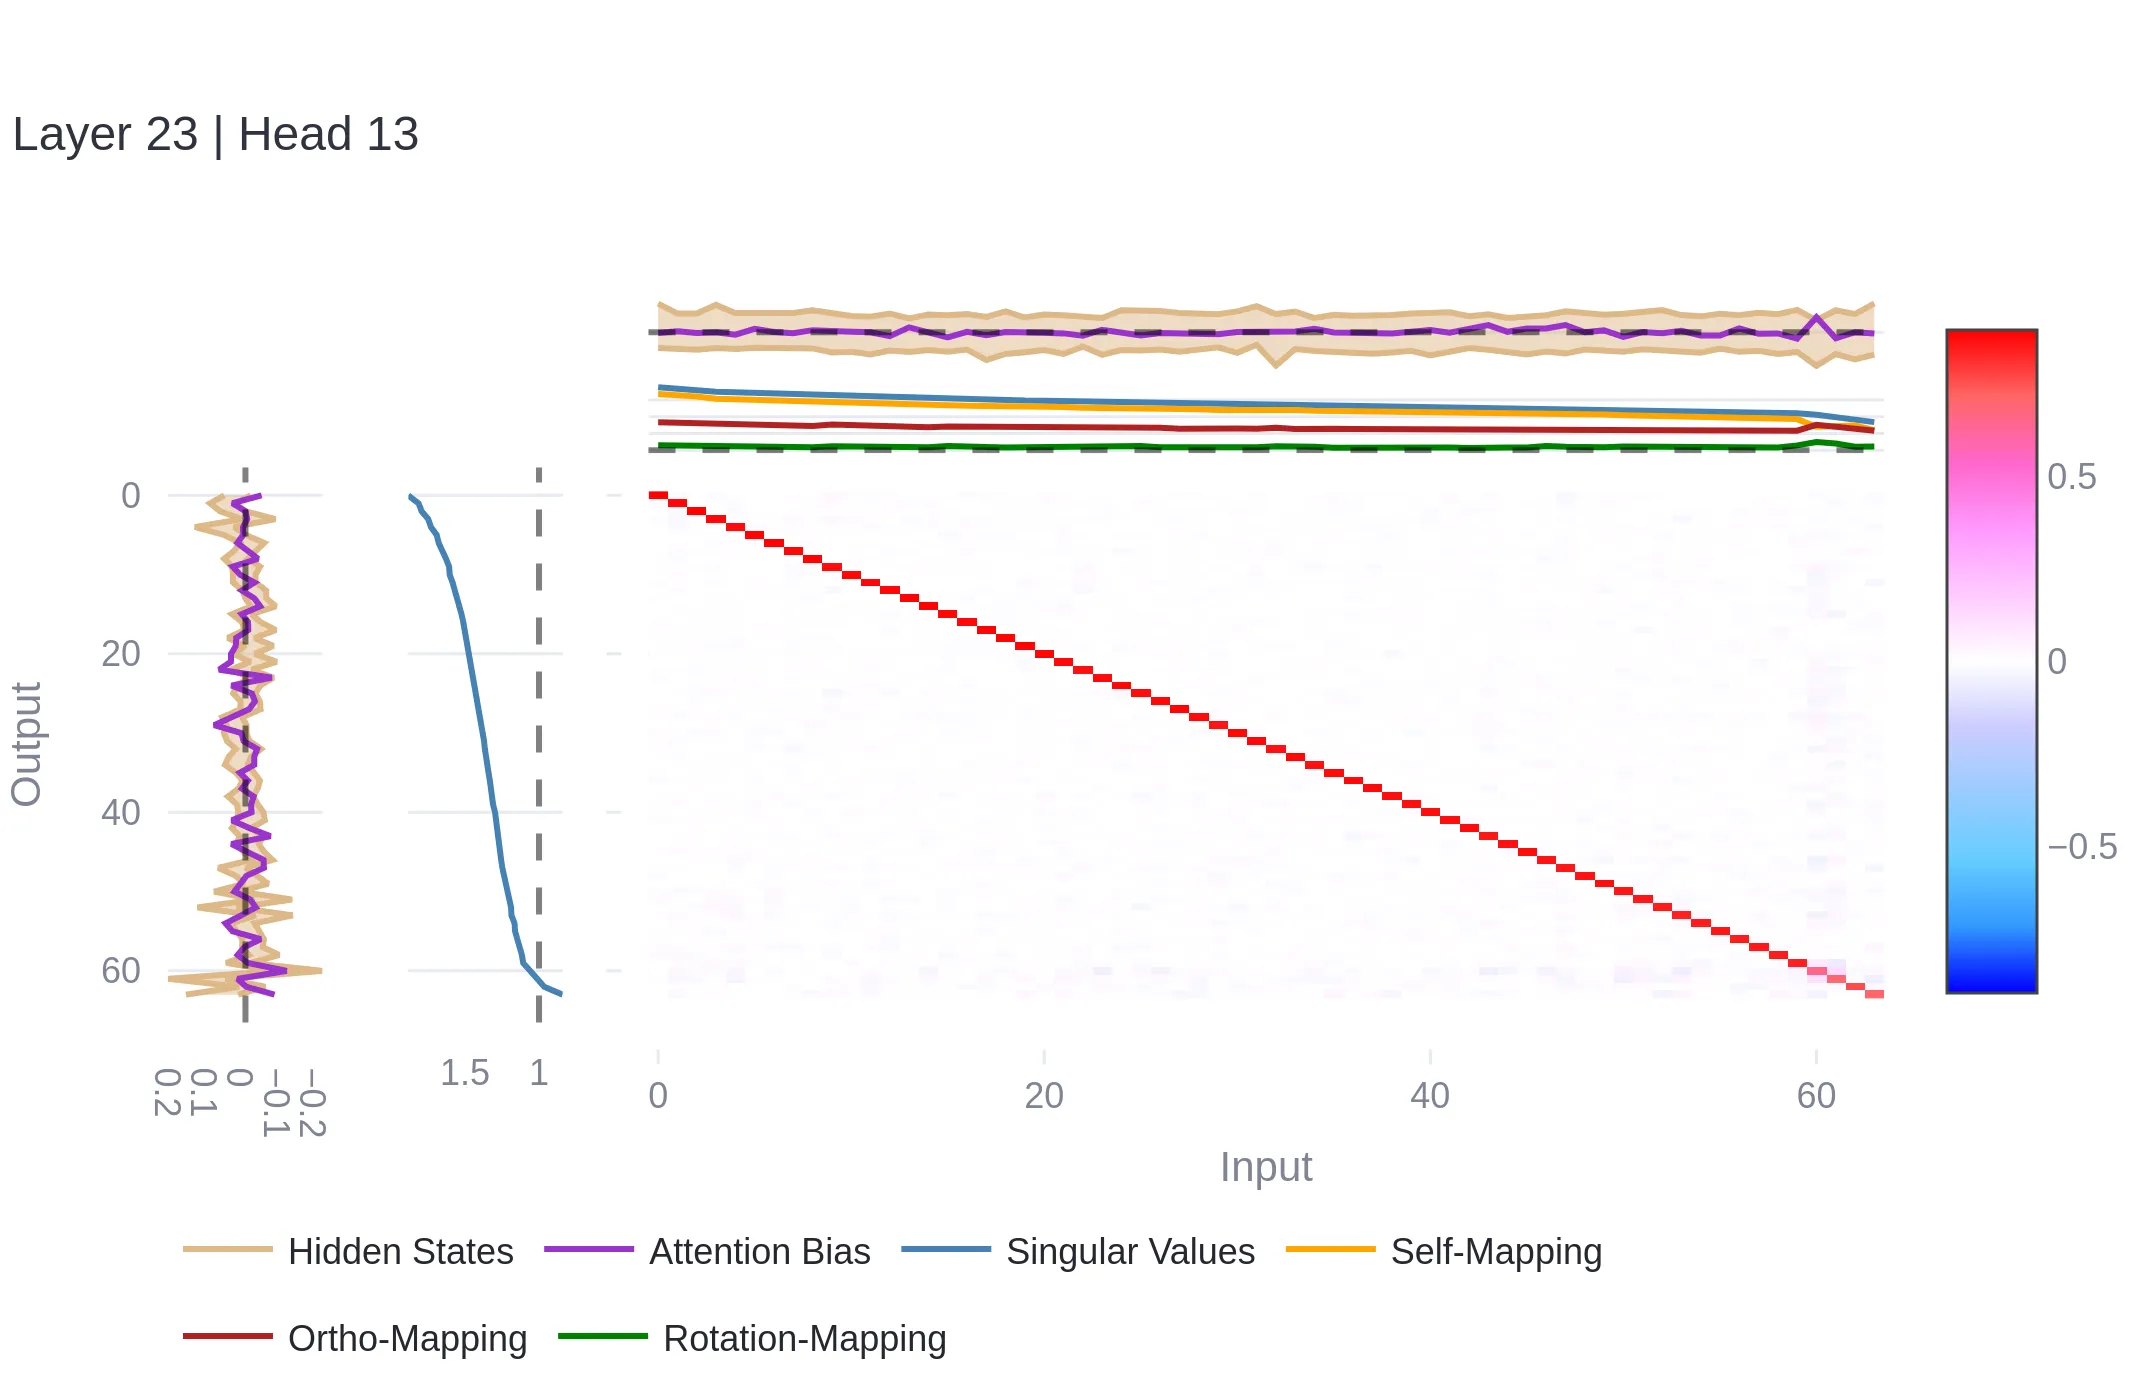 Layer 23 | Head 13
0
20
40
60
Output
0.2
0.1
0
−0.1
−0.2
1.5 1
0 20 40 60
Input
0.5
0
−0.5
Hidden States Attention Bias Singular Values Self-Mapping
Ortho-Mapping Rotation-Mapping